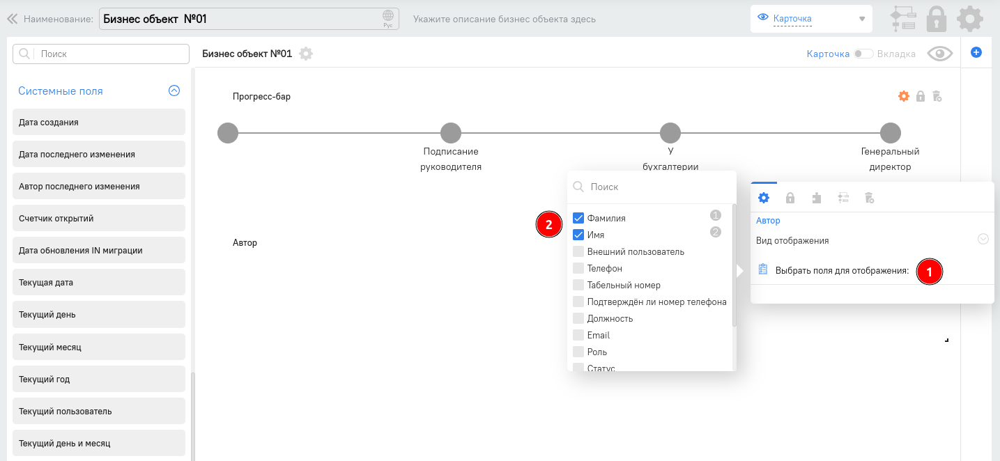 Наименование:
Бизнес объект №01
Рус
Укажите описание бизнес объекта здесь
Карточка
Поиск
Бизнес объект №01
Карточка
Вкладка
Системные поля
Дата создания
Дата последнего изменения
Автор последнего изменения
Счетчик открытий
Дата обновления IN миграции
Текущая дата
Текущий день
Текущий месяц
Текущий год
Текущий пользователь
Текущий день и месяц
Прогресс-бар
Подписание
руководителя
У
бухгалтерии
Генеральный
директор
Автор
Поиск
2
Фамилия
1
Имя
2
Внешний пользователь
Телефон
Табельный номер
Подтверждён ли номер телефона
Должность
Email
Роль
Статус
Автор
Вид отображения
Выбрать поля для отображения:
1